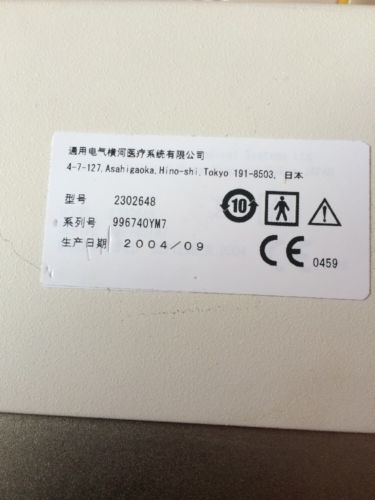 通用电气横河医疗系统有限公司
4-7-127, Asahigaoka, Hino-shi, Tokyo 191-8503, 日本
型号 2302648
系列号 996740YM7
生产日期 2004/09
10
CE 0459